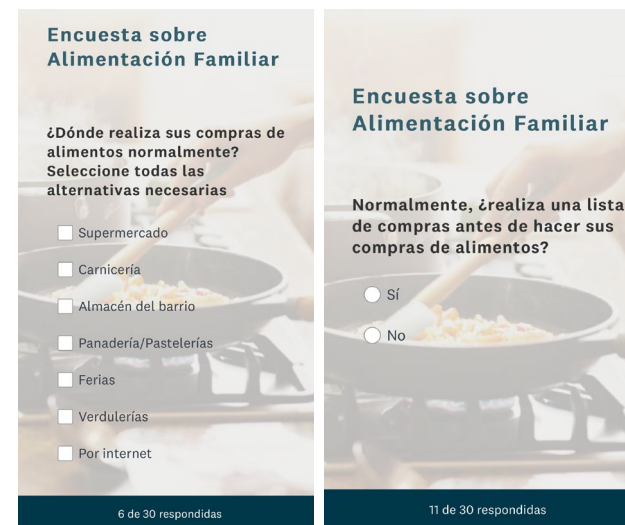 Encuesta sobre
Alimentación Familiar
¿Dónde realiza sus compras de
alimentos normalmente?
Seleccione todas las
alternativas necesarias
Supermercado
Carnicería
Almacén del barrio
Panadería/Pastelerías
Ferias
Verdulerías
Por internet
6 de 30 respondidas
Encuesta sobre
Alimentación Familiar
Normalmente, ¿realiza una lista
de compras antes de hacer sus
compras de alimentos?
Sí
No
11 de 30 respondidas